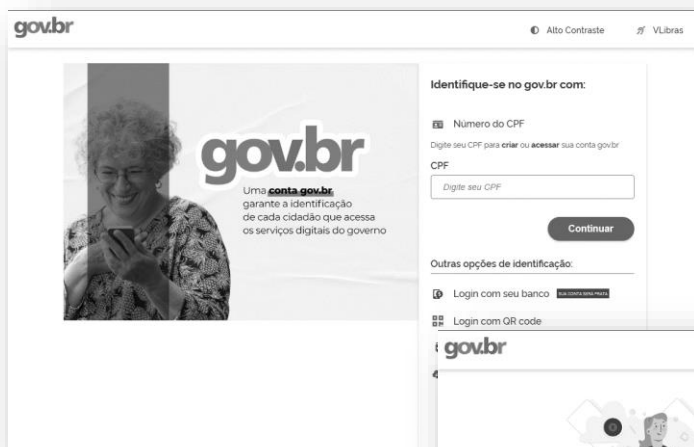 gov.br
Alto Contraste
VLibras
gov.br
Uma conta gov.br
garante a identificação
de cada cidadão que acessa
os serviços digitais do governo
Identifique-se no gov.br com:
Número do CPF
Digite seu CPF para criar ou acessar sua conta gov.br
CPF
Digite seu CPF
Continuar
Outras opções de identificação:
Login com seu banco SUA CONTA SERÁ PRATA
Login com QR code
gov.br